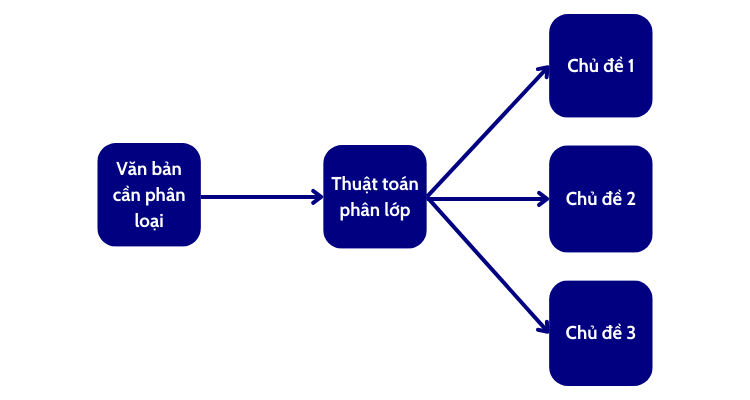 Văn bản
cần phân
loại
Thuật toán
phân lớp
Chủ đề 1
Chủ đề 2
Chủ đề 3